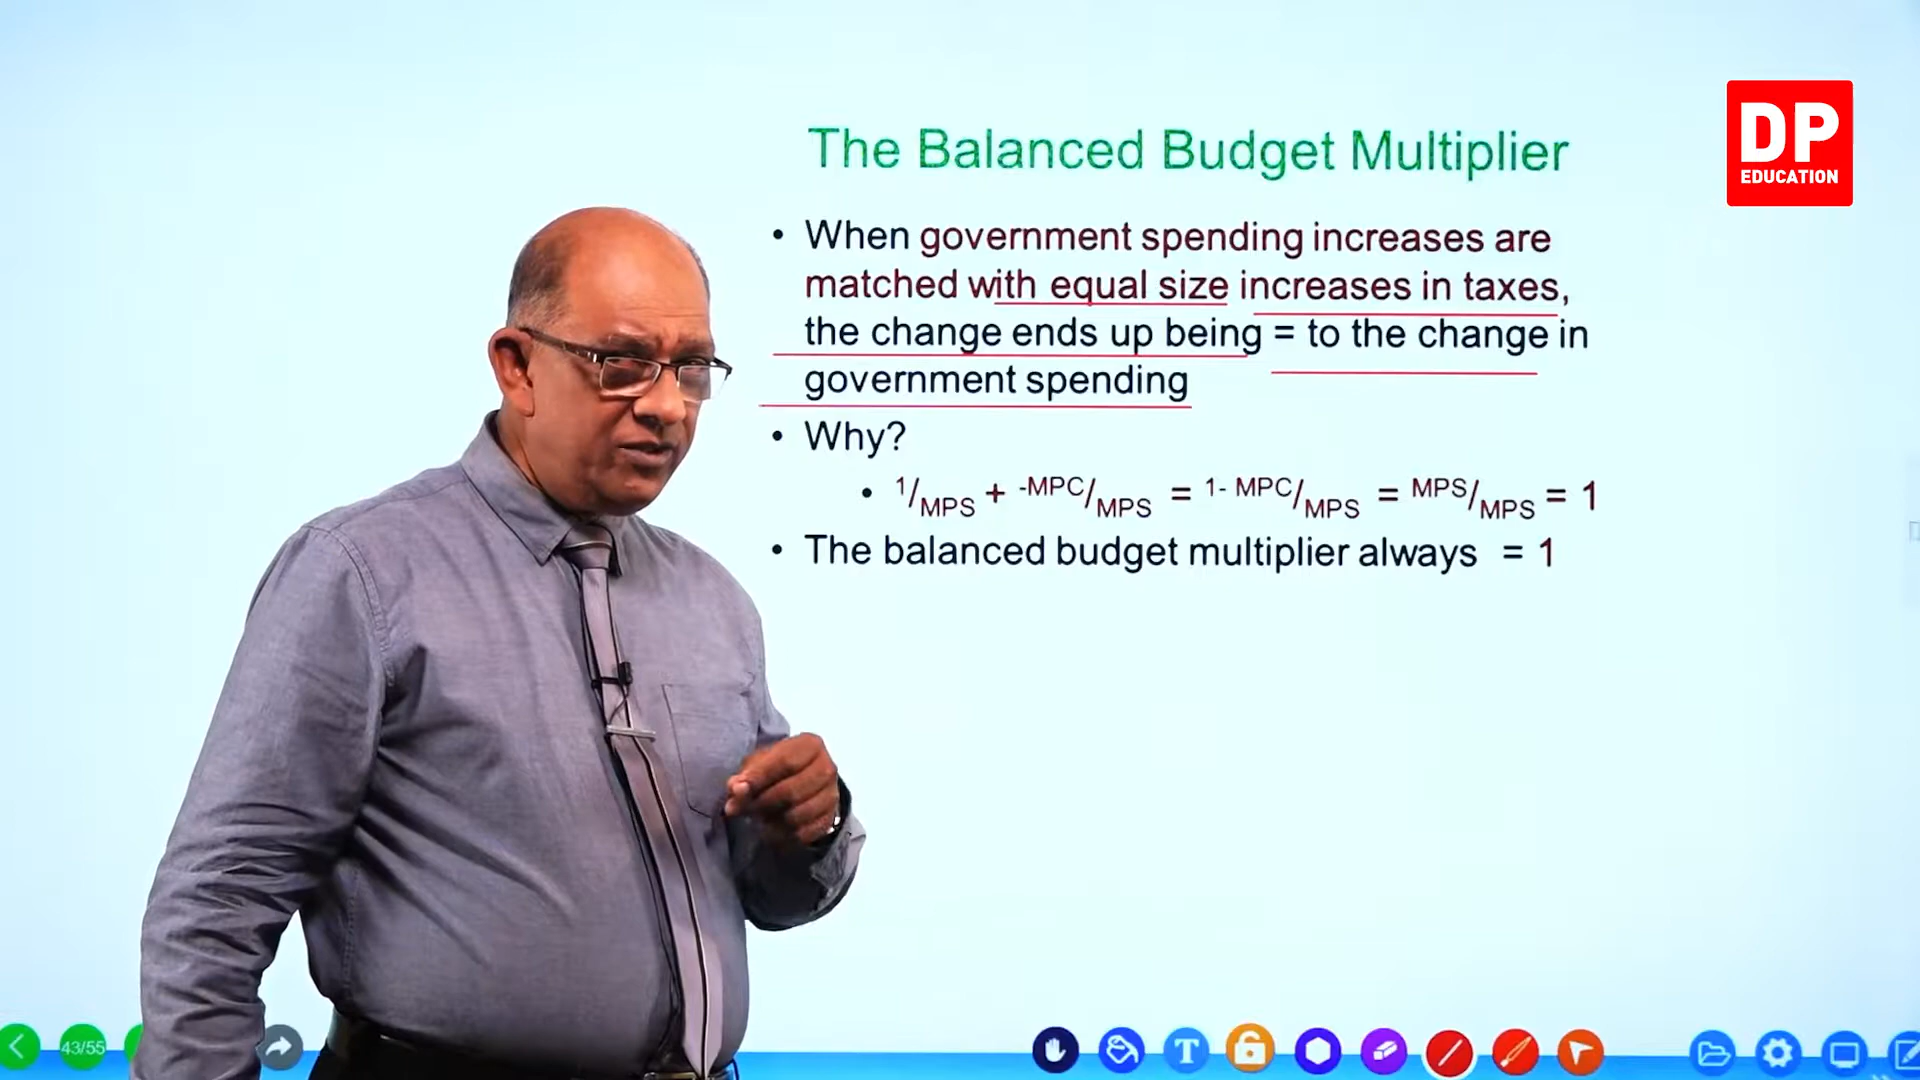 The Balanced Budget Multiplier
DP
EDUCATION
• When government spending increases are
matched with equal size increases in taxes,
the change ends up being = to the change in
government spending
• Why?
• 1/MPS + -MPC/MPS = 1- MPC/MPS = MPS/MPS = 1
• The balanced budget multiplier always = 1
43/55
T